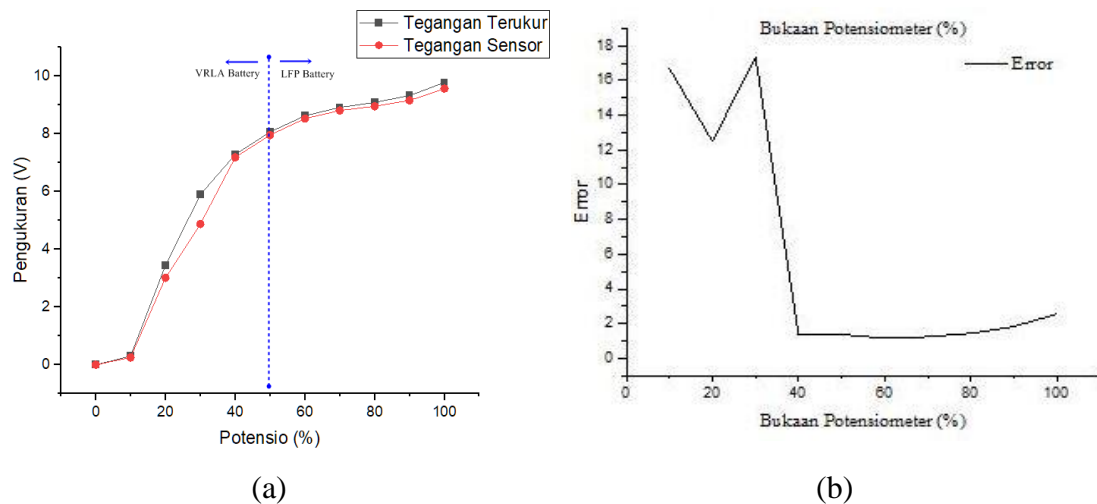 (a)
Tegangan Terukur
Tegangan Sensor
VRLA Battery
LFP Battery
Pengukuran (V)
10
8
6
4
2
0
0 20 40 60 80 100
Potensio (%)
(a)
b)
Bukaan Potensiometer (%)
Error
Error
18
16
14
12
10
8
6
4
2
0
0 20 40 60 80 100
Bukaan Potensiometer (%)
(b)